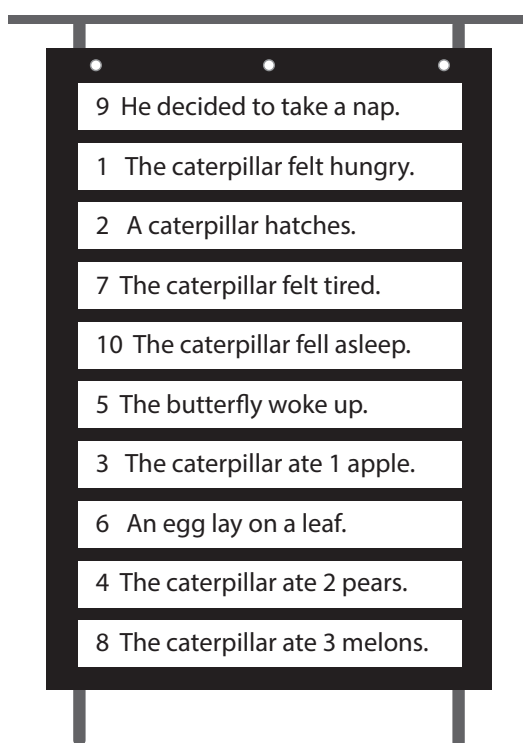 9 He decided to take a nap.
1 The caterpillar felt hungry.
2 A caterpillar hatches.
7 The caterpillar felt tired.
10 The caterpillar fell asleep.
5 The butterfly woke up.
3 The caterpillar ate 1 apple.
6 An egg lay on a leaf.
4 The caterpillar ate 2 pears.
8 The caterpillar ate 3 melons.